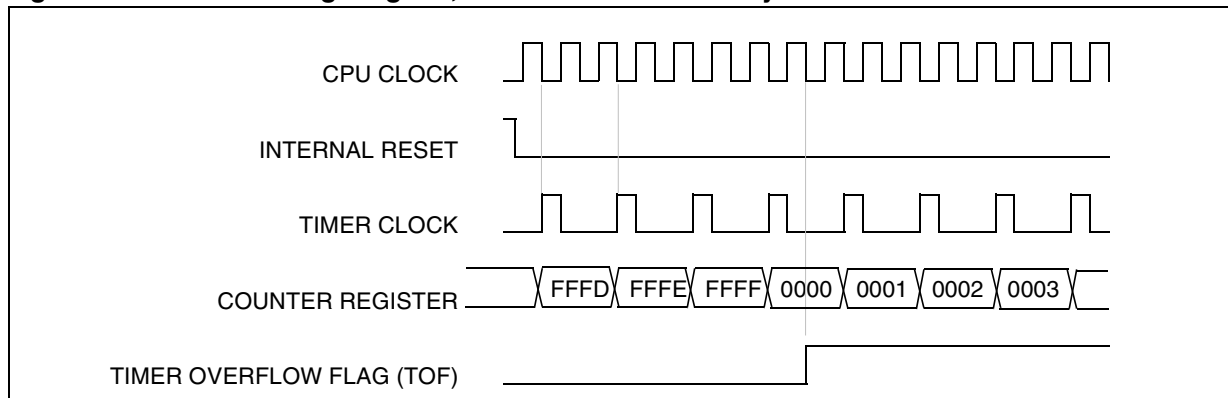 CPU CLOCK
INTERNAL RESET
TIMER CLOCK
COUNTER REGISTER FFFD FFFE FFFF 0000 0001 0002 0003
TIMER OVERFLOW FLAG (TOF)